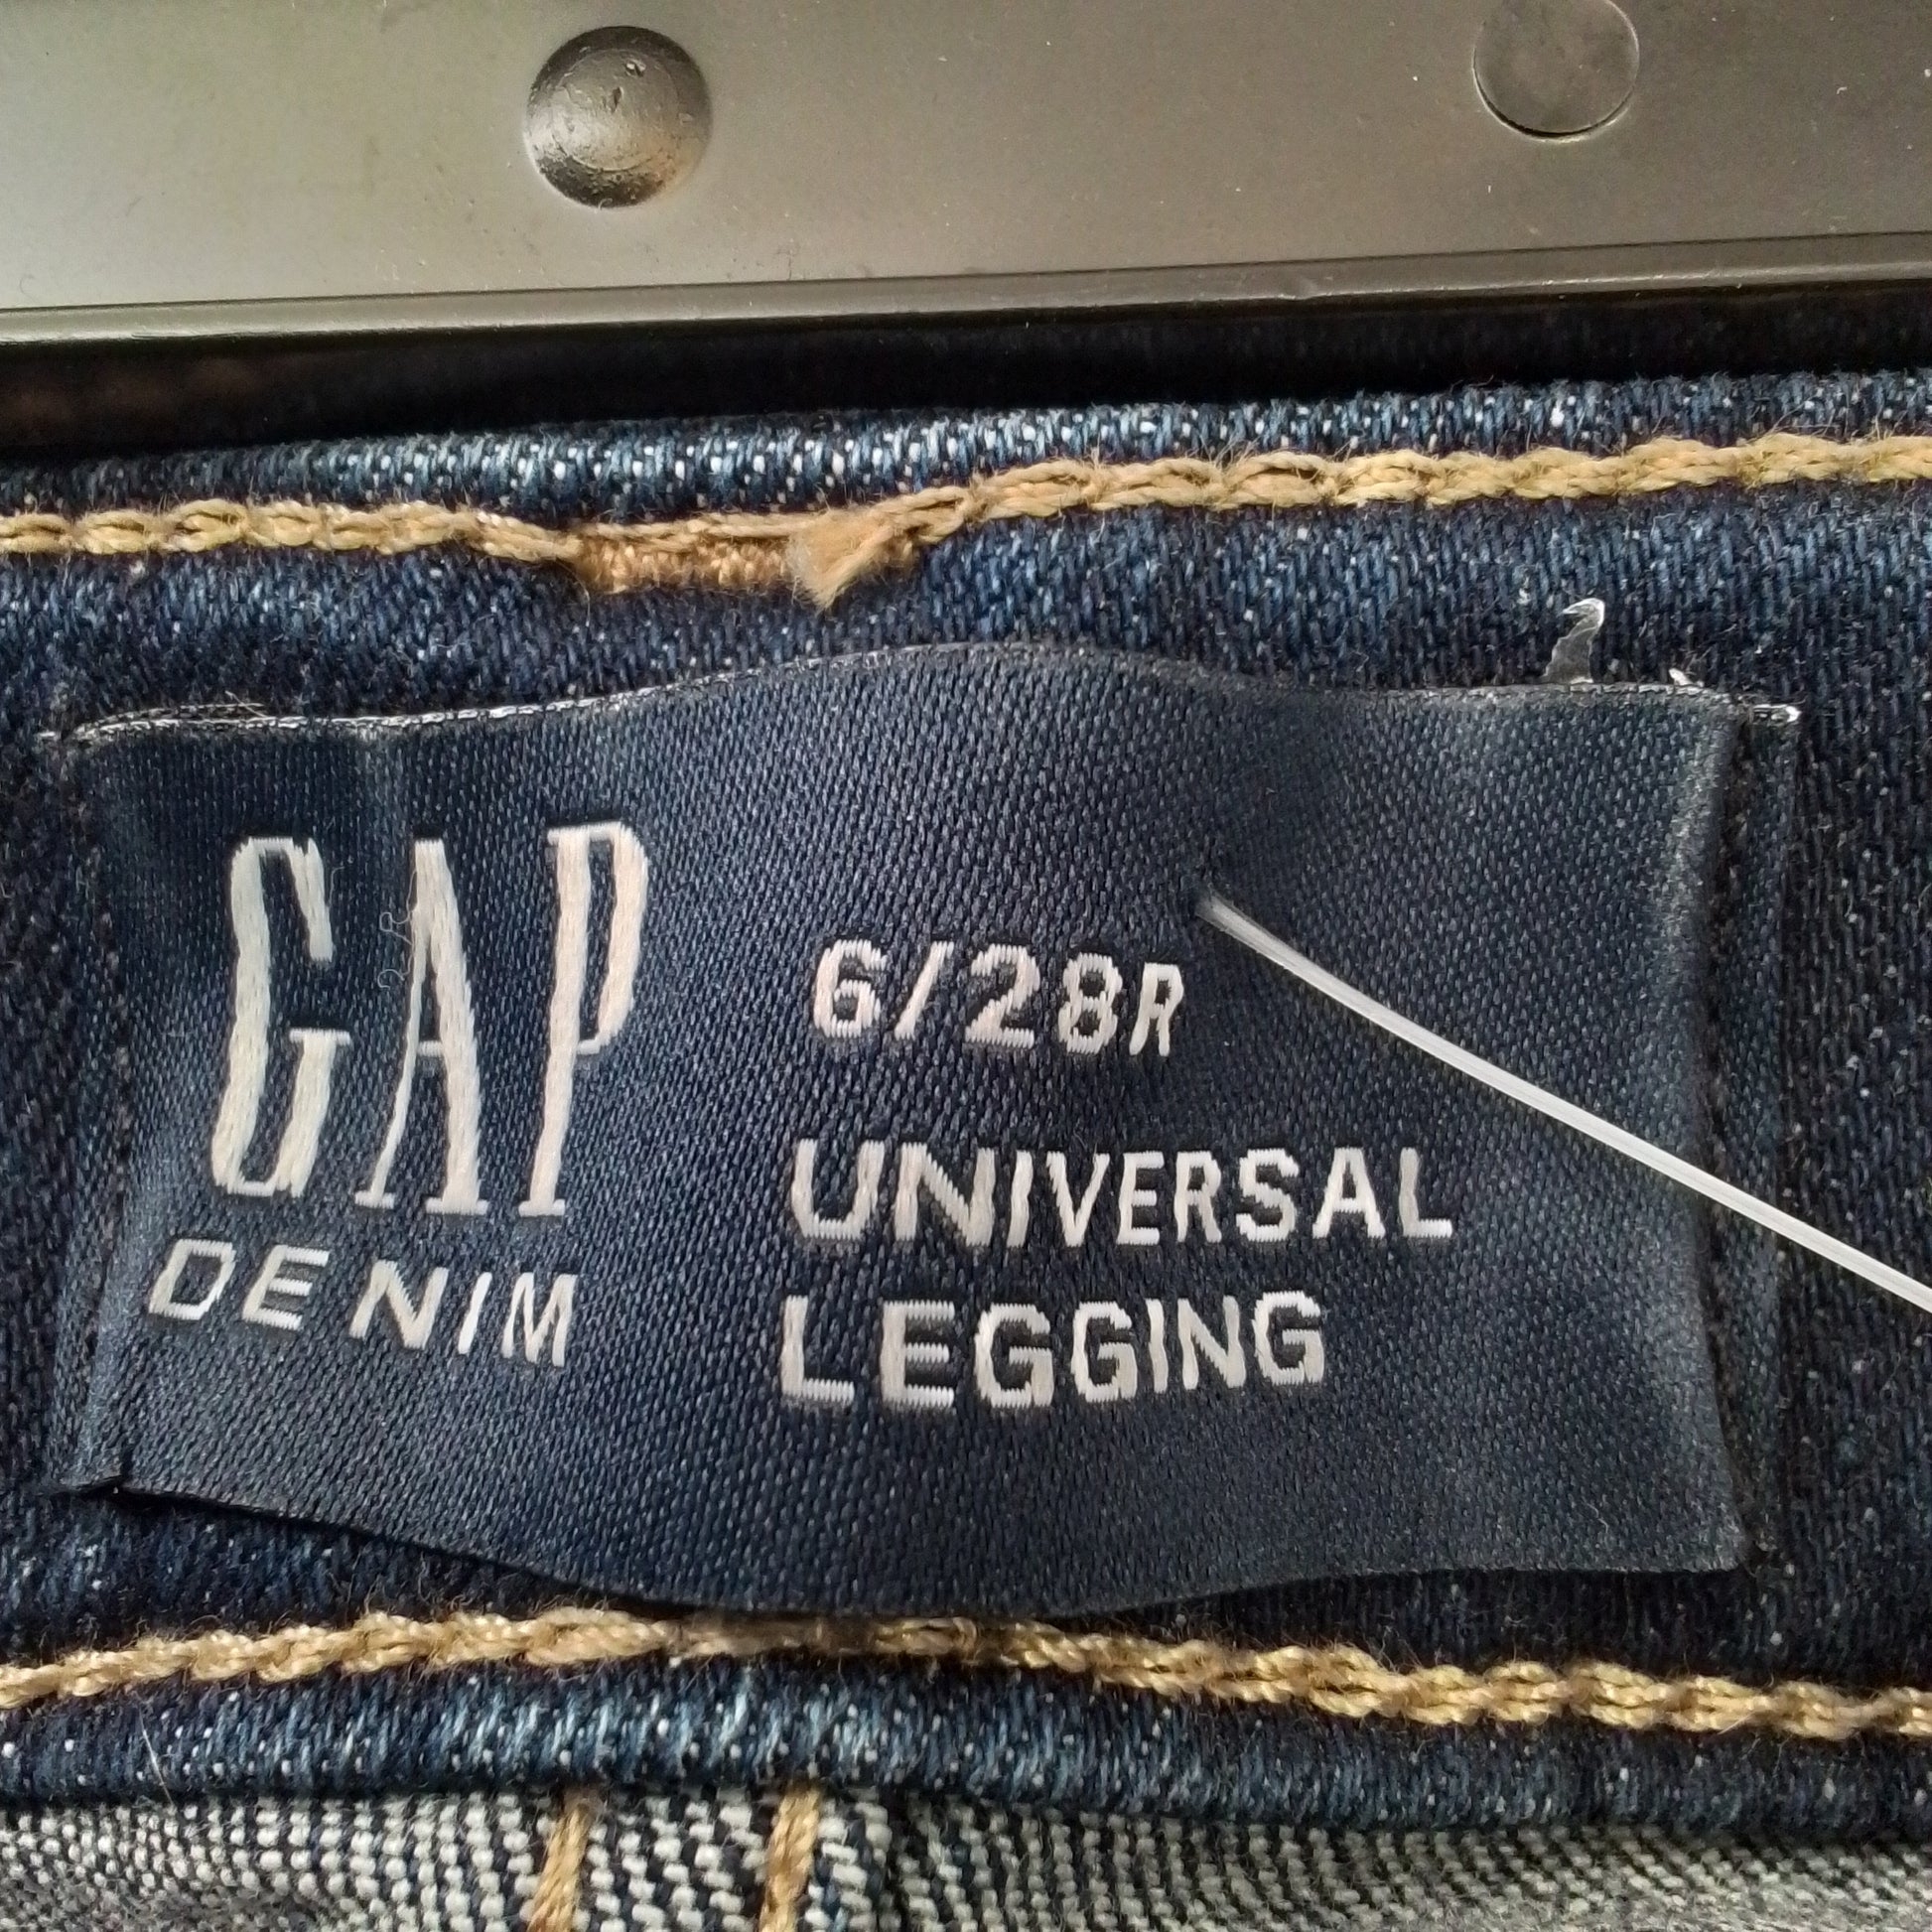 GAP
DENIM
6/28R
UNIVERSAL
LEGGING